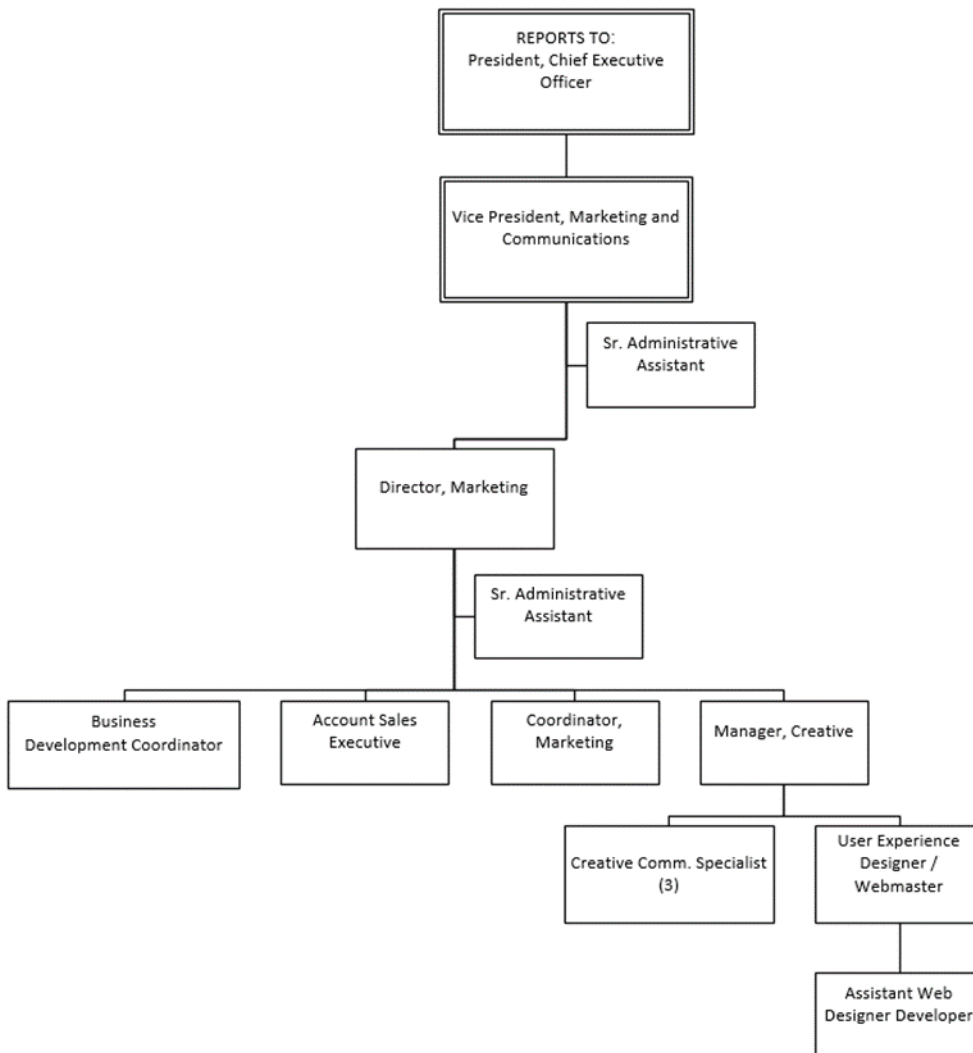 REPORTS TO:
President, Chief Executive
Officer
Vice President, Marketing and
Communications
Sr. Administrative
Assistant
Director, Marketing
Sr. Administrative
Assistant
Business
Development Coordinator
Account Sales
Executive
Coordinator,
Marketing
Manager, Creative
Creative Comm. Specialist
(3)
User Experience
Designer /
Webmaster
Assistant Web
Designer Developer